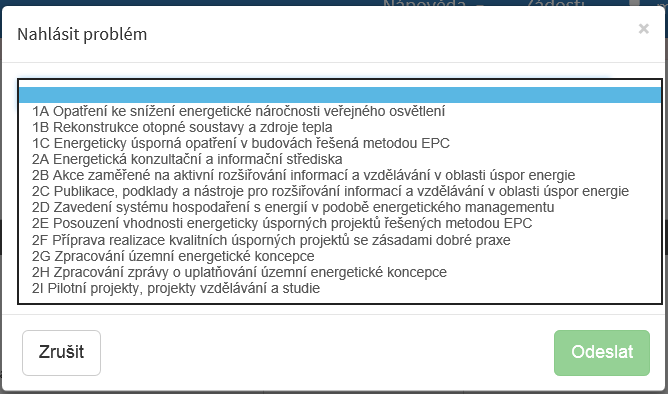 Nápověda Žádosti
Nahlásit problém ×
1A Opatření ke snížení energetické náročnosti veřejného osvětlení
1B Rekonstrukce otopné soustavy a zdroje tepla
1C Energeticky úsporná opatření v budovách řešená metodou EPC
2A Energetická konzultační a informační střediska
2B Akce zaměřené na aktivní rozšiřování informací a vzdělávání v oblasti úspor energie
2C Publikace, podklady a nástroje pro rozšiřování informací a vzdělávání v oblasti úspor energie
2D Zavedení systému hospodaření s energií v podobě energetického managementu
2E Posouzení vhodnosti energeticky úsporných projektů řešených metodou EPC
2F Příprava realizace kvalitních úsporných projektů se zásadami dobré praxe
2G Zpracování územní energetické koncepce
2H Zpracování zprávy o uplatňování územní energetické koncepce
2I Pilotní projekty, projekty vzdělávání a studie
Zrušit Odeslat